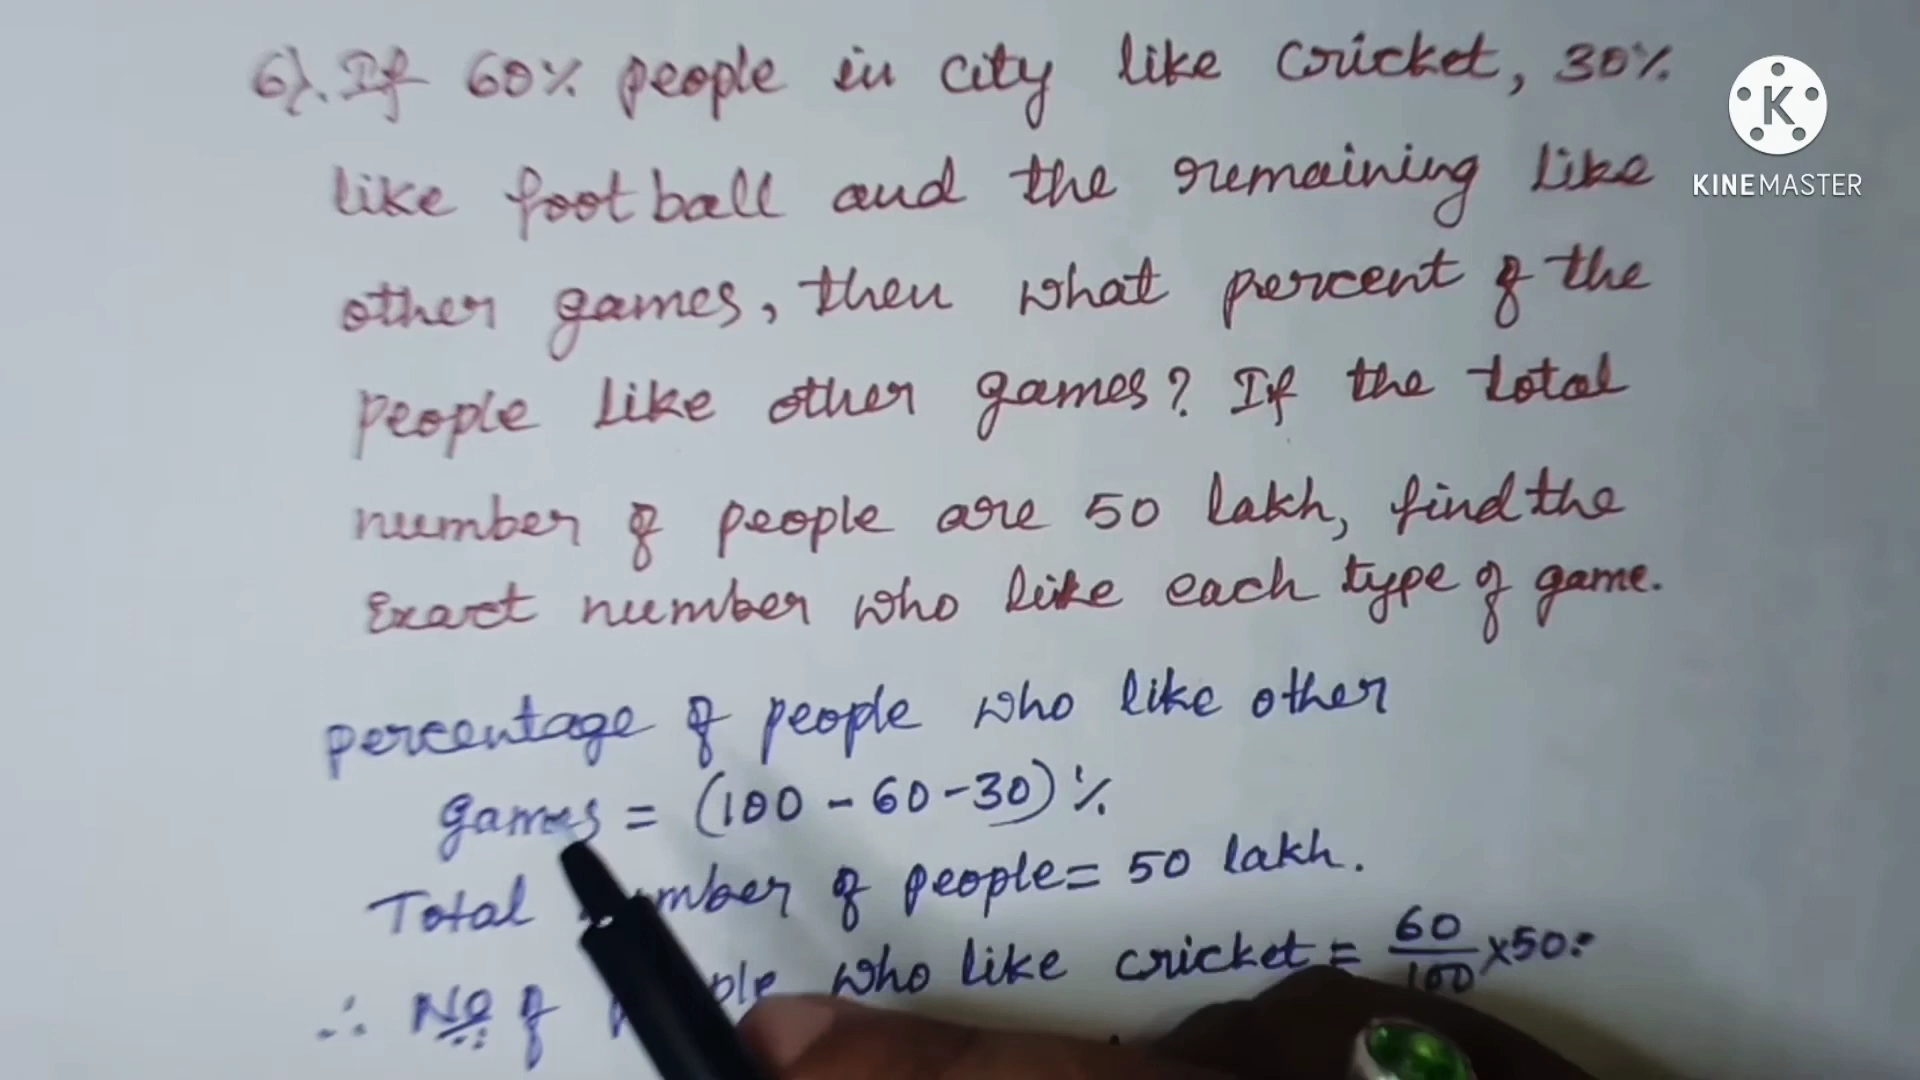 6). If 60% people in city like cricket, 30%
K
KINEMASTER
like football and the remaining like
other games, then what percent of the
people like other games? If the total
number of people are 50 lakh, find the
Exact number who like each type of game.
percentage of people who like other
games = (100 - 60 - 30) %
Total number of people = 50 lakh.
∴ No of people who like cricket = 60/100 × 50